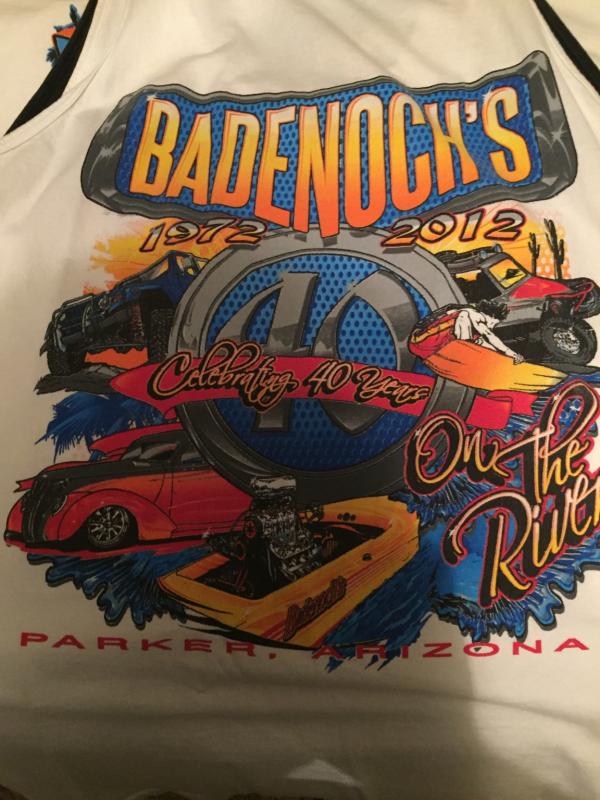 BADENOCH'S
1972 2012
40
Celebrating 40 Years
On The
River
PARKER, ARIZONA